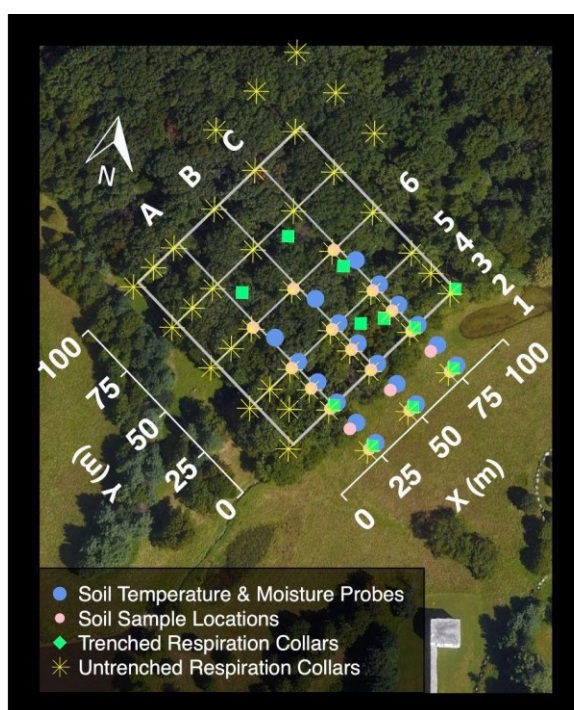 N
A
B
C
6
5
4
3
2
1
100
75
50
25
0
Y (m)
0
25
50
75
100
X (m)
Soil Temperature & Moisture Probes
Soil Sample Locations
Trenched Respiration Collars
Untrenched Respiration Collars